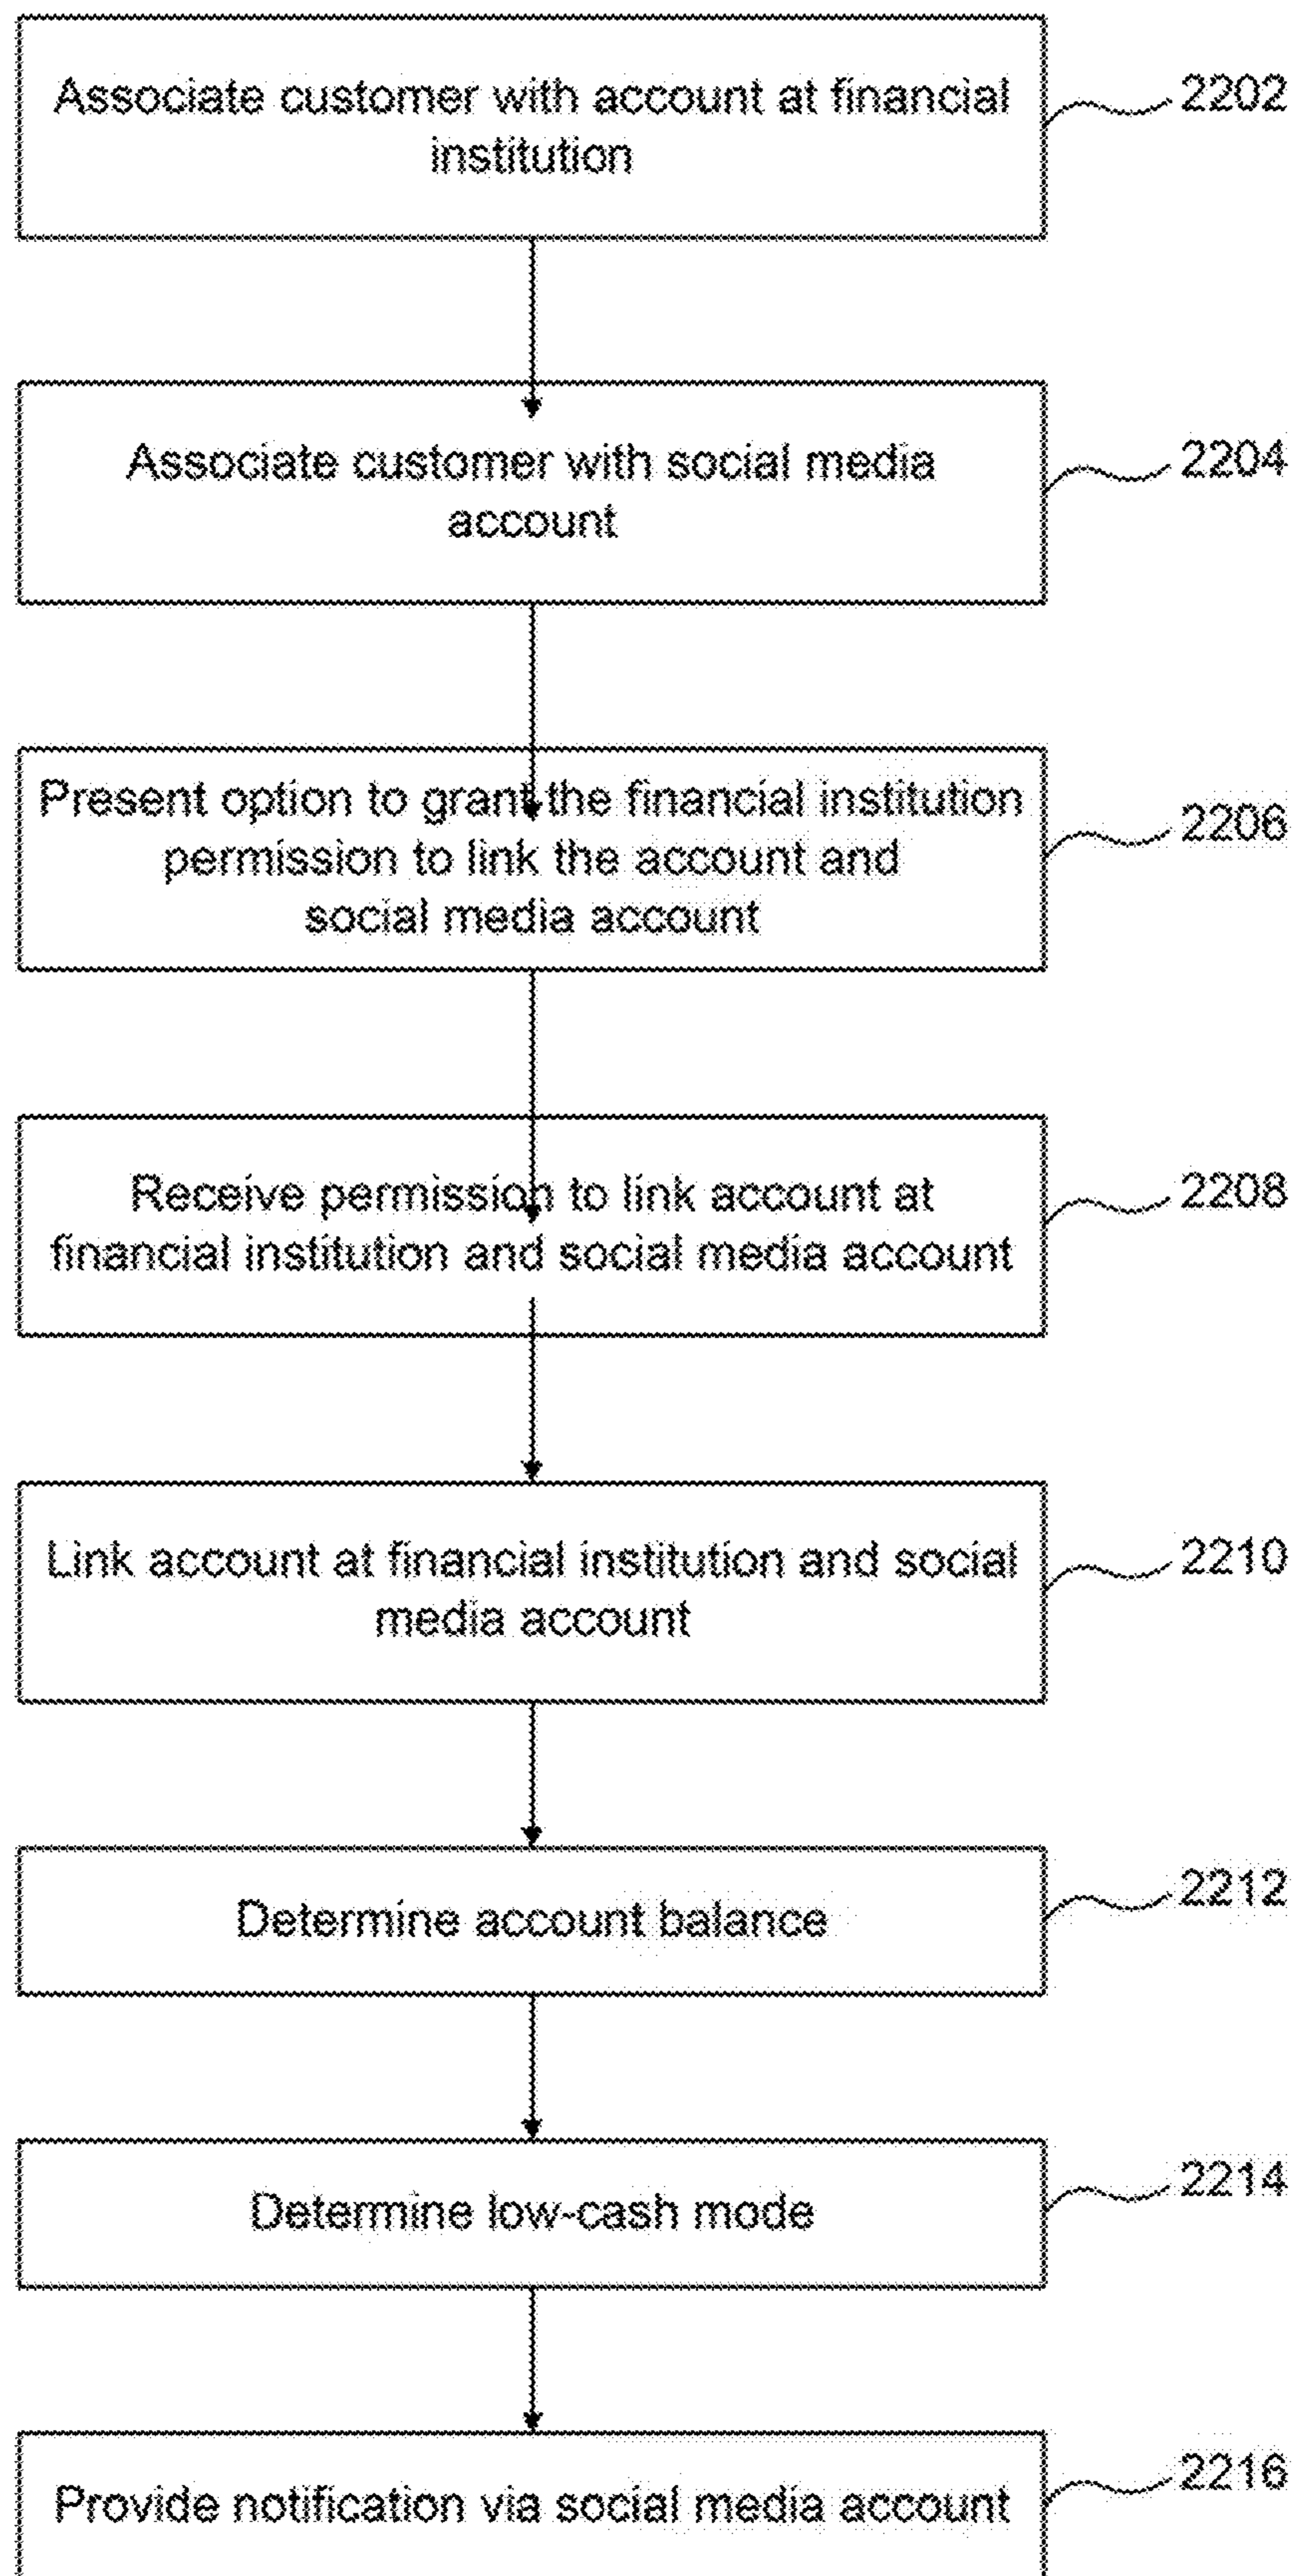 Associate customer with account at financial
institution
2202
Associate customer with social media
account
2204
Present option to grant the financial institution
permission to link the account and
social media account
2206
Receive permission to link account at
financial institution and social media account
2208
Link account at financial institution and social
media account
2210
Determine account balance
2212
Determine low-cash mode
2214
Provide notification via social media account
2216